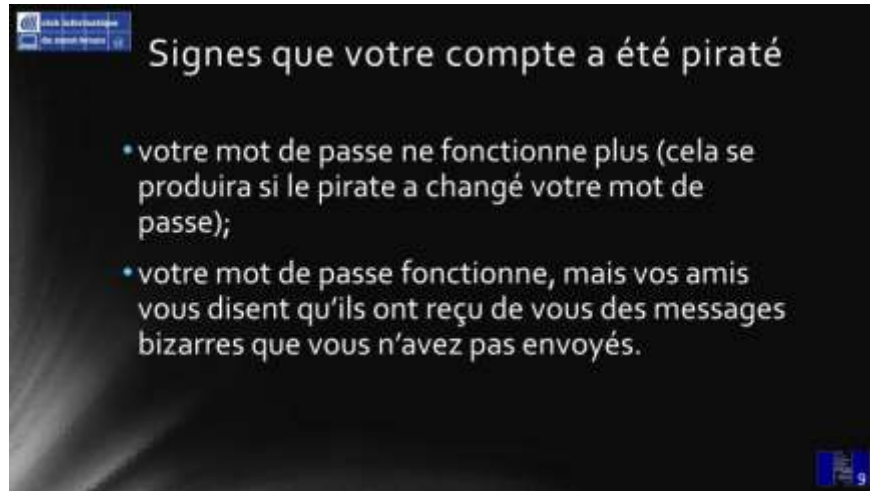 Signes que votre compte a été piraté
•votre mot de passe ne fonctionne plus (cela se
produira si le pirate a changé votre mot de
passe);
•votre mot de passe fonctionne, mais vos amis
vous disent qu'ils ont reçu de vous des messages
bizarres que vous n'avez pas envoyés.
9